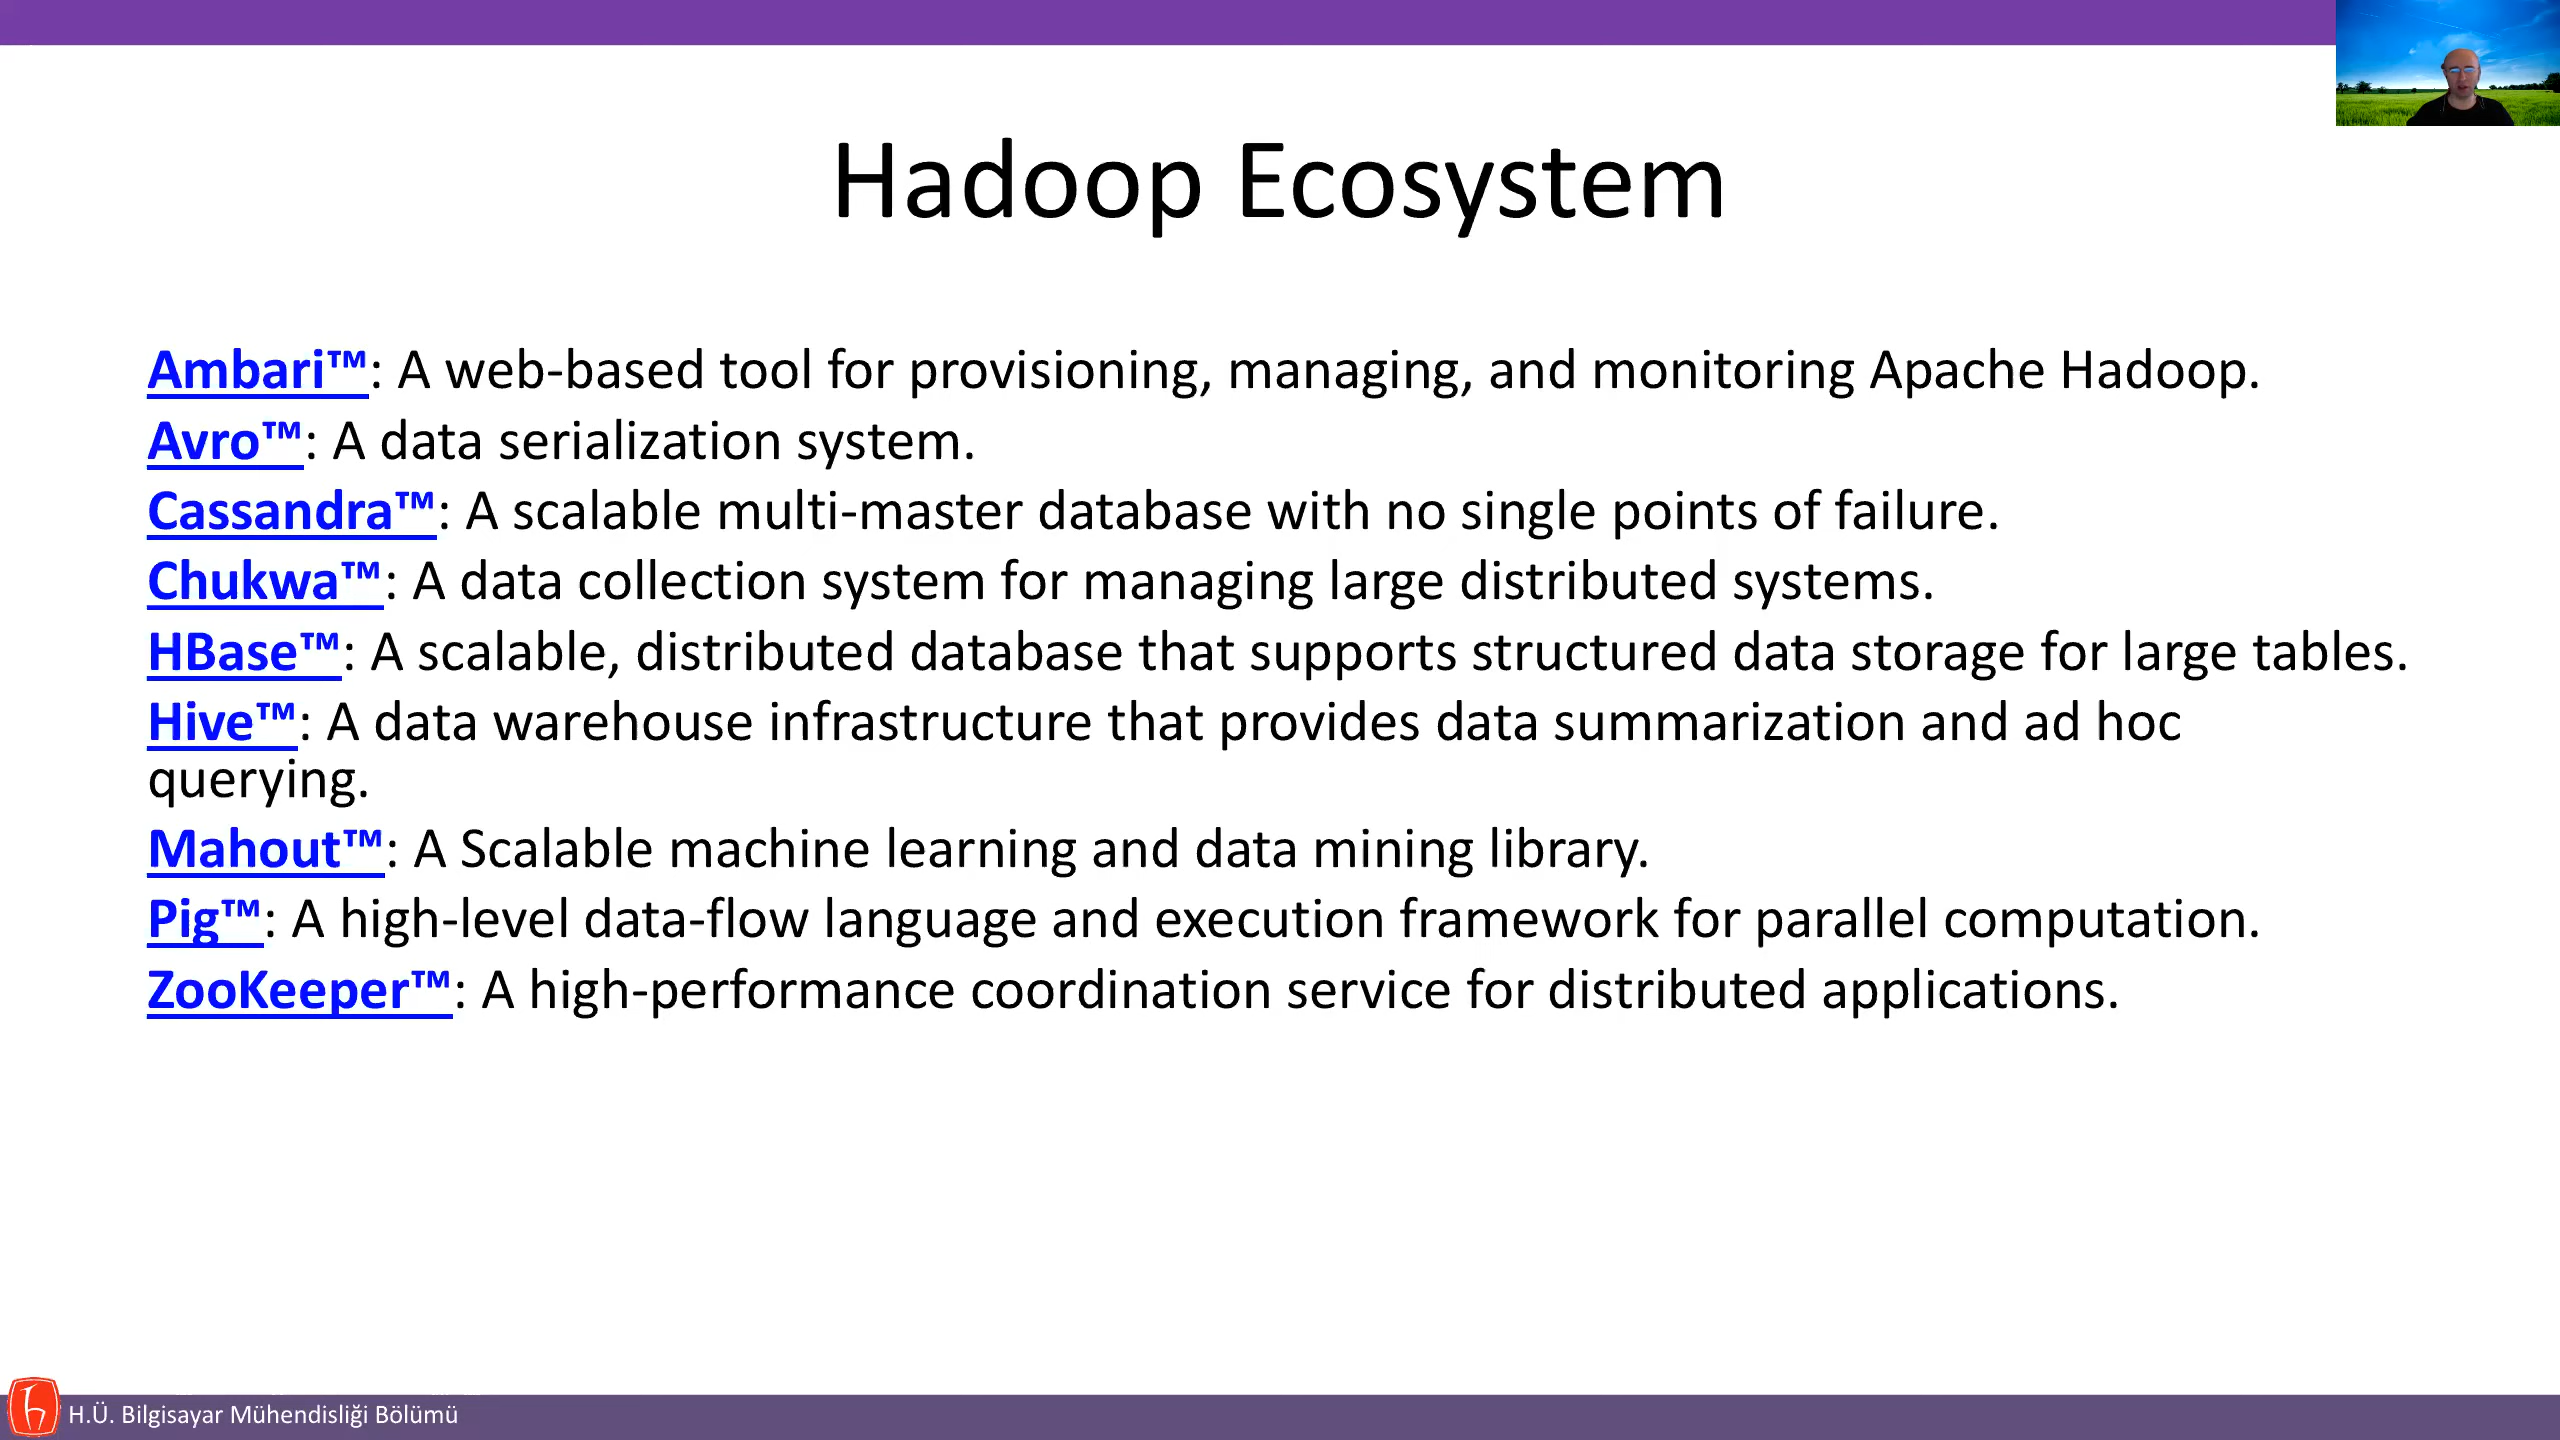 Hadoop Ecosystem
Ambari™: A web-based tool for provisioning, managing, and monitoring Apache Hadoop.
Avro™: A data serialization system.
Cassandra™: A scalable multi-master database with no single points of failure.
Chukwa™: A data collection system for managing large distributed systems.
HBase™: A scalable, distributed database that supports structured data storage for large tables.
Hive™: A data warehouse infrastructure that provides data summarization and ad hoc
querying.
Mahout™: A Scalable machine learning and data mining library.
Pig™: A high-level data-flow language and execution framework for parallel computation.
ZooKeeper™: A high-performance coordination service for distributed applications.
H.Ü. Bilgisayar Mühendisliği Bölümü